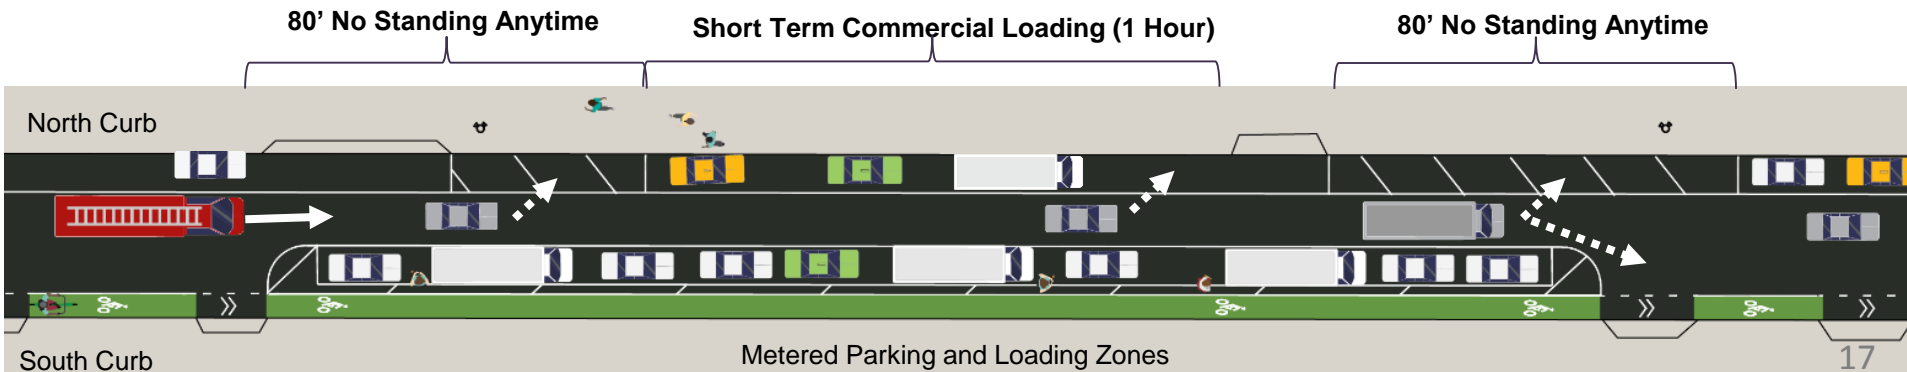 80’ No Standing Anytime
Short Term Commercial Loading (1 Hour)
80’ No Standing Anytime
North Curb
South Curb
Metered Parking and Loading Zones
17